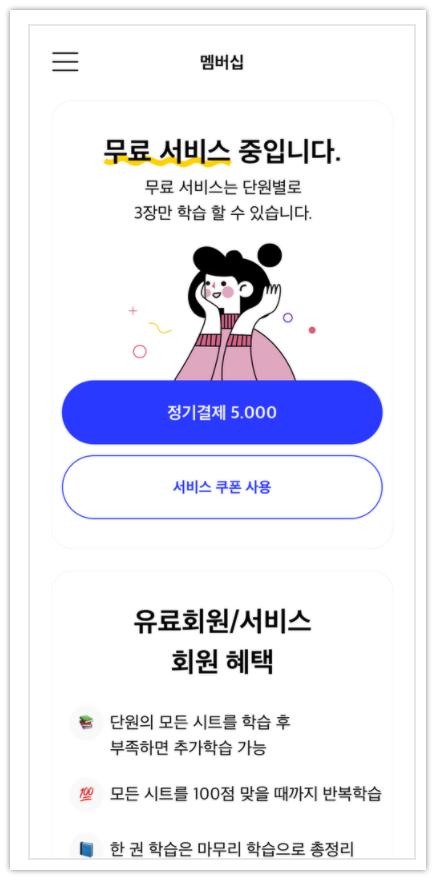 멤버십
무료 서비스 중입니다.
무료 서비스는 단원별로
3장만 학습 할 수 있습니다.
정기결제 5.000
서비스 쿠폰 사용
유료회원/서비스
회원 혜택
단원의 모든 시트를 학습 후
부족하면 추가학습 가능
💯 모든 시트를 100점 맞을 때까지 반복학습
한 권 학습은 마무리 학습으로 총정리